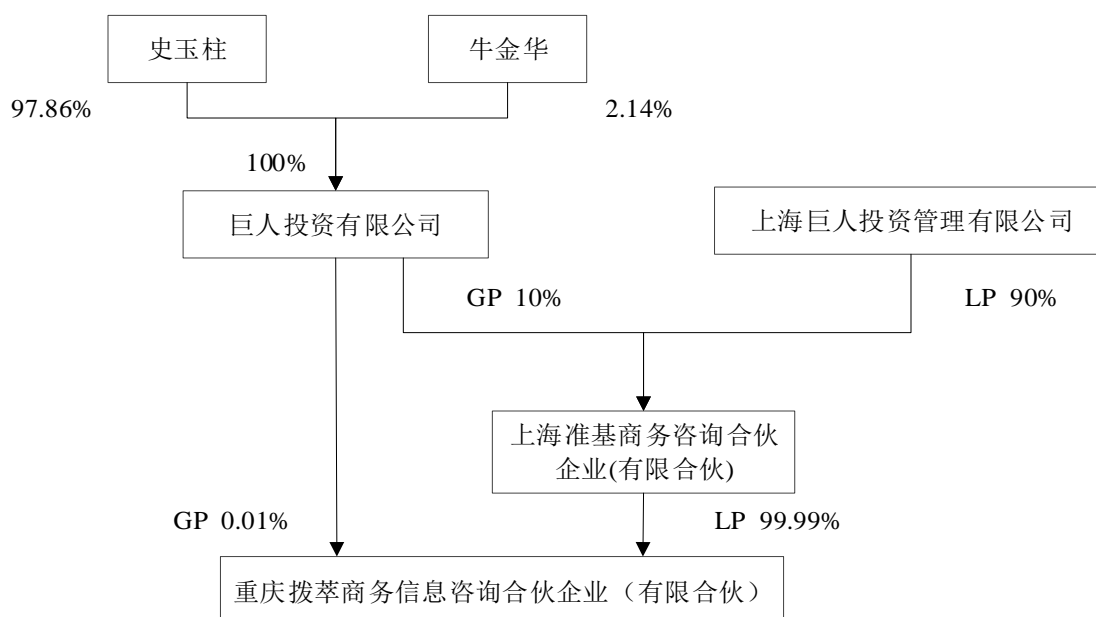 史玉柱
牛金华
97.86%
2.14%
100%
巨人投资有限公司
上海巨人投资管理有限公司
GP 10%
LP 90%
上海准基商务咨询合伙
企业(有限合伙)
GP 0.01%
LP 99.99%
重庆拨萃商务信息咨询合伙企业（有限合伙）